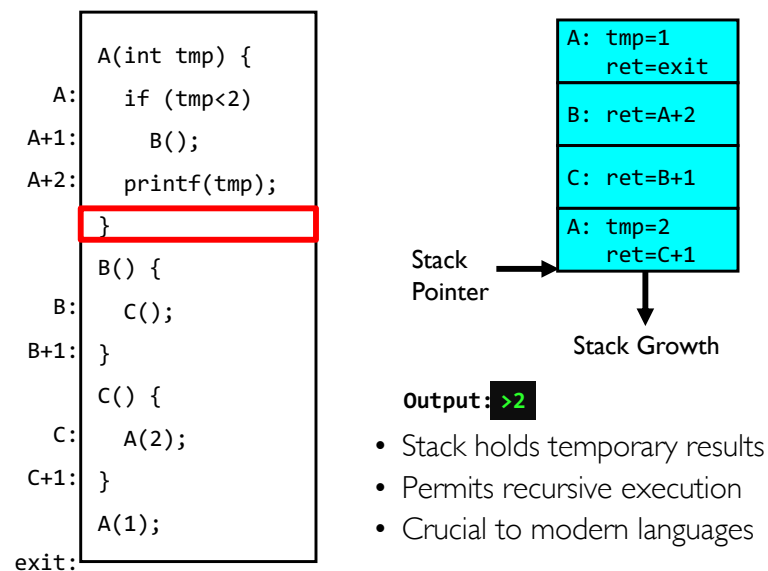 A(int tmp) {
A: if (tmp<2)
A+1: B();
A+2: printf(tmp);
}
B() {
B: C();
B+1: }
C() {
C: A(2);
C+1: }
A(1);
exit:
A: tmp=1
ret=exit
B: ret=A+2
C: ret=B+1
A: tmp=2
ret=C+1
Stack
Pointer
Stack Growth
Output: >2
• Stack holds temporary results
• Permits recursive execution
• Crucial to modern languages